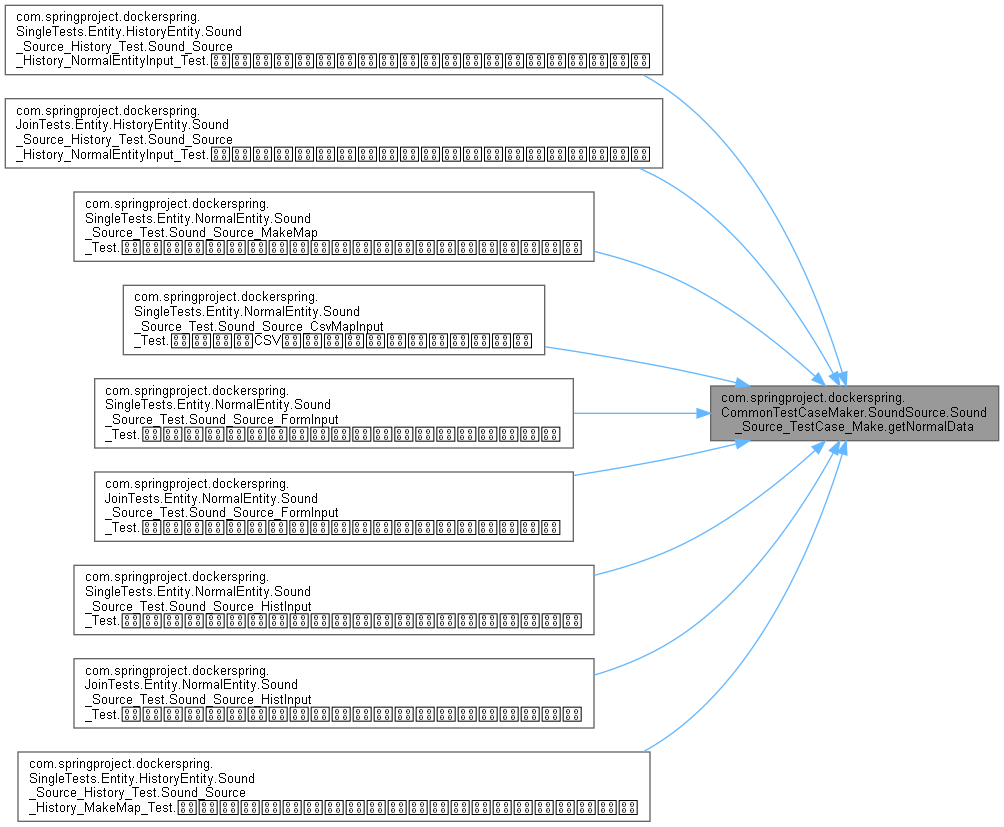 com.springproject.dockerspring.
SingleTests.Entity.HistoryEntity.Sound
_Source_History_Test.Sound_Source
_History_NormalEntityInput_Test.
com.springproject.dockerspring.
JoinTests.Entity.HistoryEntity.Sound
_Source_History_Test.Sound_Source
_History_NormalEntityInput_Test.
com.springproject.dockerspring.
SingleTests.Entity.NormalEntity.Sound
_Source_Test.Sound_Source_MakeMap
_Test.
com.springproject.dockerspring.
SingleTests.Entity.NormalEntity.Sound
_Source_Test.Sound_Source_CsvMapInput
_Test.CSV
com.springproject.dockerspring.
SingleTests.Entity.NormalEntity.Sound
_Source_Test.Sound_Source_FormInput
_Test.
com.springproject.dockerspring.
CommonTestCaseMaker.SoundSource.Sound
_Source_TestCase_Make.getNormalData
com.springproject.dockerspring.
JoinTests.Entity.NormalEntity.Sound
_Source_Test.Sound_Source_FormInput
_Test.
com.springproject.dockerspring.
SingleTests.Entity.NormalEntity.Sound
_Source_Test.Sound_Source_HistInput
_Test.
com.springproject.dockerspring.
JoinTests.Entity.NormalEntity.Sound
_Source_Test.Sound_Source_HistInput
_Test.
com.springproject.dockerspring.
SingleTests.Entity.HistoryEntity.Sound
_Source_History_Test.Sound_Source
_History_MakeMap_Test.